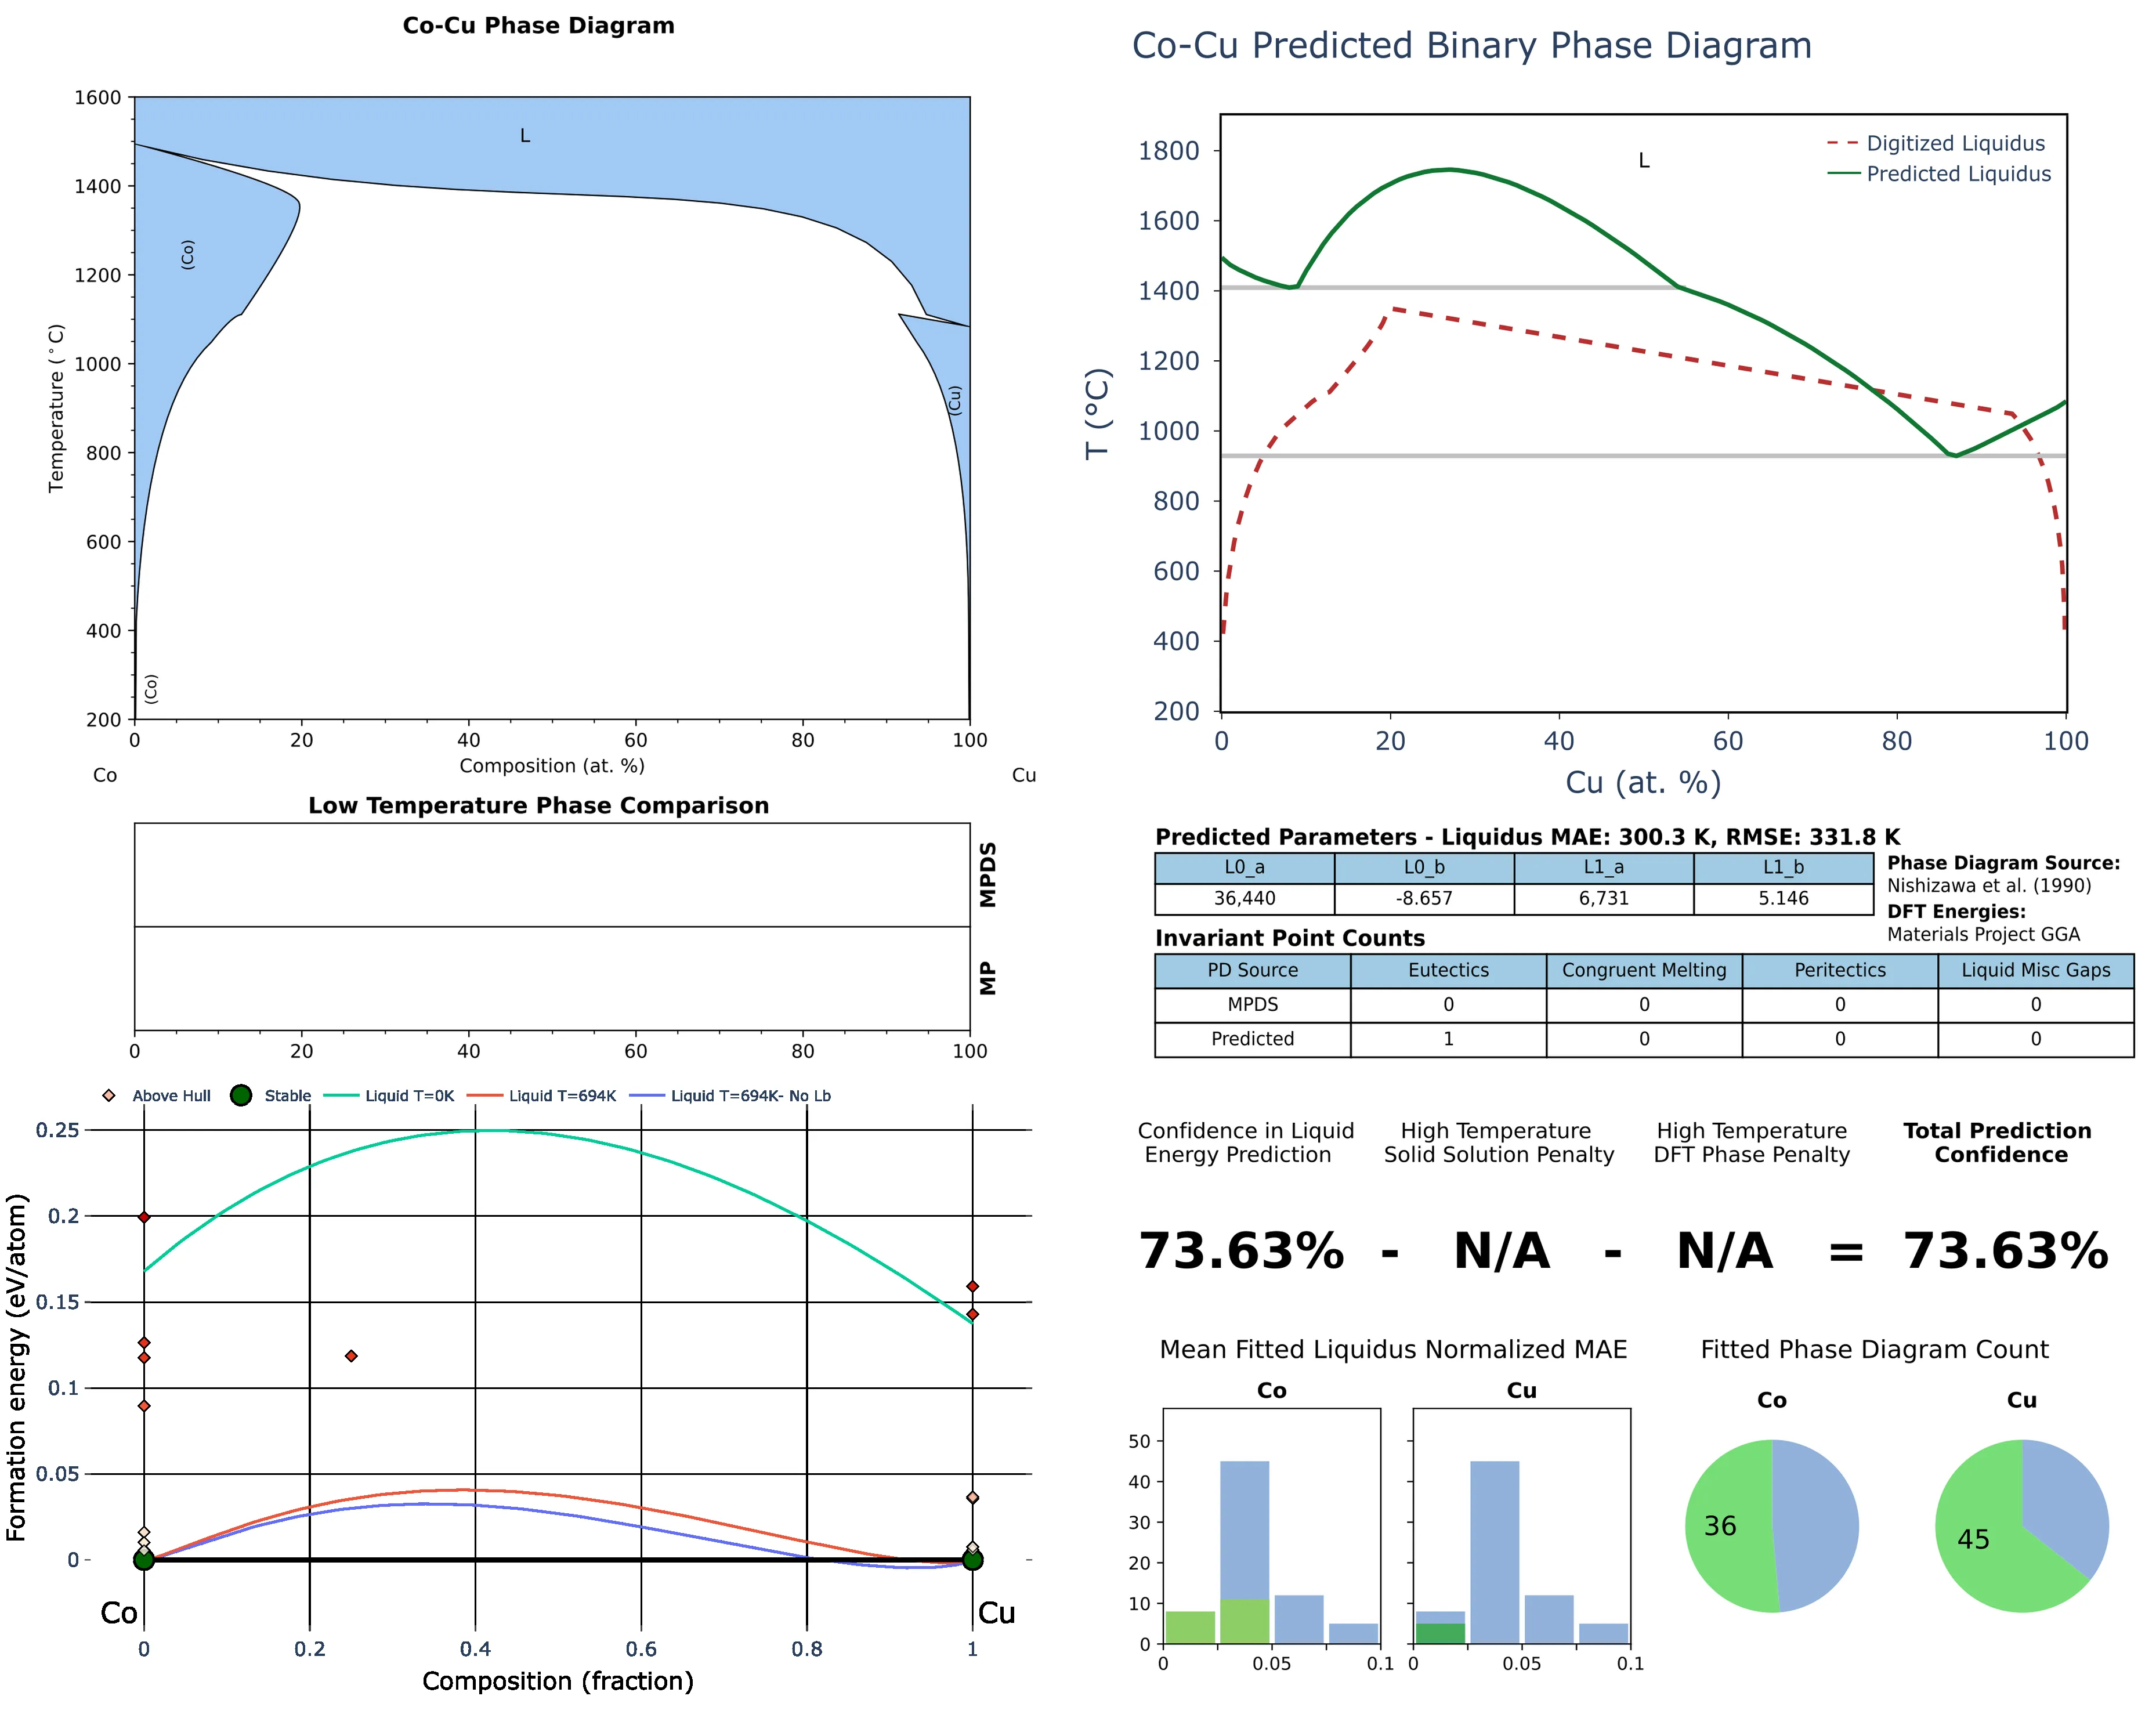 Co-Cu Phase Diagram
1600
1400
1200
1000
800
600
400
200
Temperature (°C)
L
(Co)
(Cu)
(Co)
0 20 40 60 80 100
Composition (at. %)
Co Cu
Low Temperature Phase Comparison
MPDS
MP
0 20 40 60 80 100
Above Hull Stable Liquid T=0K Liquid T=694K Liquid T=694K- No Lb
0.25
0.2
0.15
0.1
0.05
0
Formation energy (eV/atom)
Co Cu
0 0.2 0.4 0.6 0.8 1
Composition (fraction)
Co-Cu Predicted Binary Phase Diagram
1800
1600
1400
1200
1000
800
600
400
200
T (°C)
L
Digitized Liquidus
Predicted Liquidus
0 20 40 60 80 100
Cu (at. %)
Predicted Parameters - Liquidus MAE: 300.3 K, RMSE: 331.8 K
L0_a L0_b L1_a L1_b
36,440 -8.657 6,731 5.146
Phase Diagram Source:
Nishizawa et al. (1990)
DFT Energies:
Materials Project GGA
Invariant Point Counts
PD Source Eutectics Congruent Melting Peritectics Liquid Misc Gaps
MPDS 0 0 0 0
Predicted 1 0 0 0
Confidence in Liquid
Energy Prediction
High Temperature
Solid Solution Penalty
High Temperature
DFT Phase Penalty
Total Prediction
Confidence
73.63% - N/A - N/A = 73.63%
Mean Fitted Liquidus Normalized MAE
Co Cu
50
40
30
20
10
0
0 0.05 0.1 0 0.05 0.1
Fitted Phase Diagram Count
Co Cu
36 45